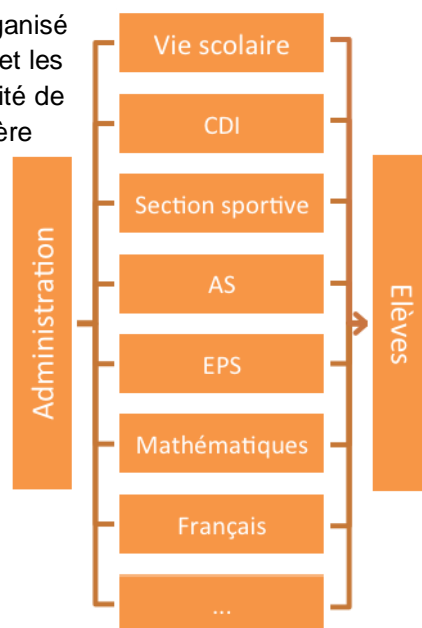 ganisé
et les
ité de
ère
Vie scolaire
CDI
Section sportive
AS
EPS
Mathématiques
Français
...
Administration
Elèves